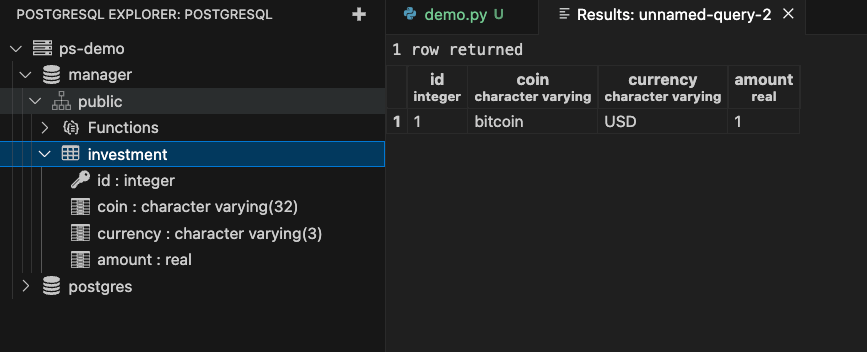 POSTGRESQL EXPLORER: POSTGRESQL
ps-demo
manager
public
Functions
investment
id : integer
coin : character varying(32)
currency : character varying(3)
amount : real
postgres
demo.py U
Results: unnamed-query-2
1 row returned
id coin currency amount
integer character varying character varying real
1 1 bitcoin USD 1